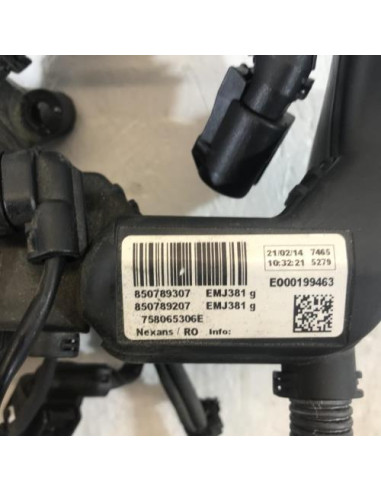 21/02/14 7465
10:32:21 5279
E000199463
850789307 EMJ381 g
850789207 EMJ381 g
758065306E
Nexans / RO Info: